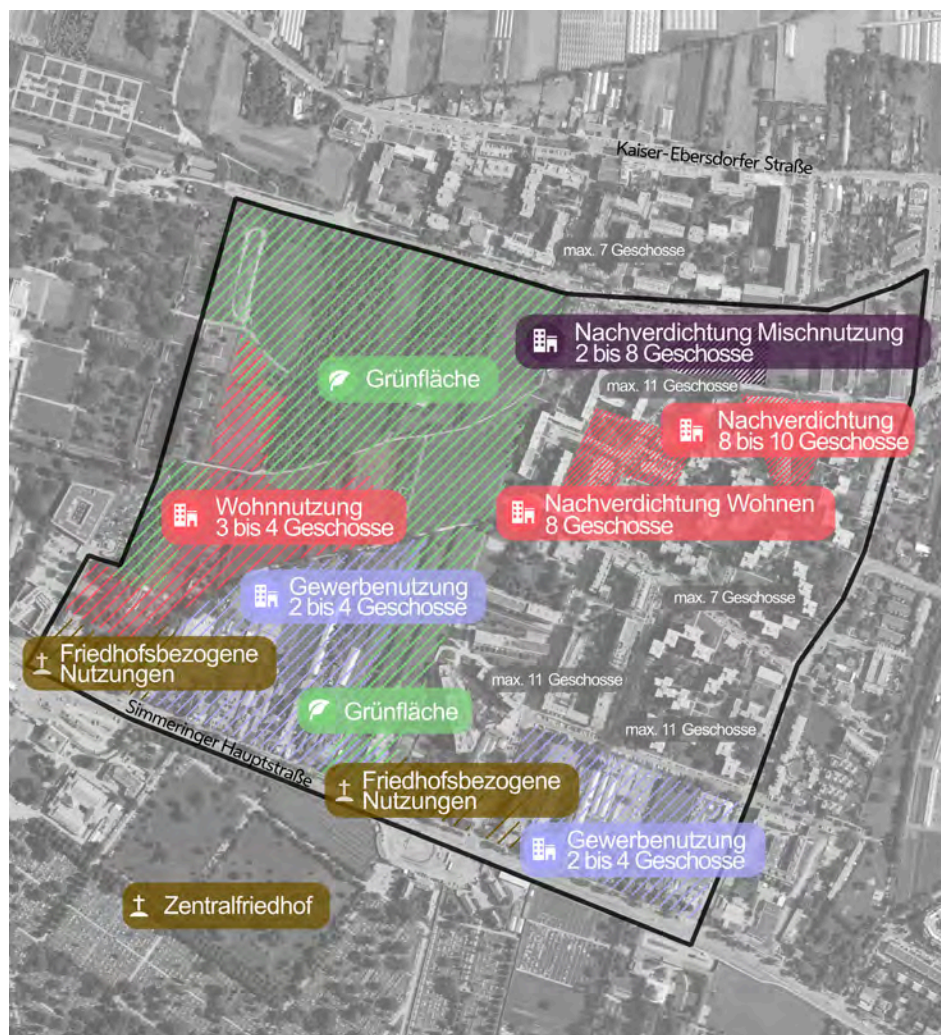 Kaiser-Ebersdorfer Straße
max. 7 Geschosse
Nachverdichtung Mischnutzung
2 bis 8 Geschosse
Grünfläche
max. 11 Geschosse
Nachverdichtung
8 bis 10 Geschosse
Wohnnutzung
3 bis 4 Geschosse
Nachverdichtung Wohnen
8 Geschosse
Gewerbenutzung
2 bis 4 Geschosse
max. 7 Geschosse
Friedhofsbezogene
Nutzungen
max. 11 Geschosse
Grünfläche
Simmeringer Hauptstraße
max. 11 Geschosse
Friedhofsbezogene
Nutzungen
Gewerbenutzung
2 bis 4 Geschosse
Zentralfriedhof